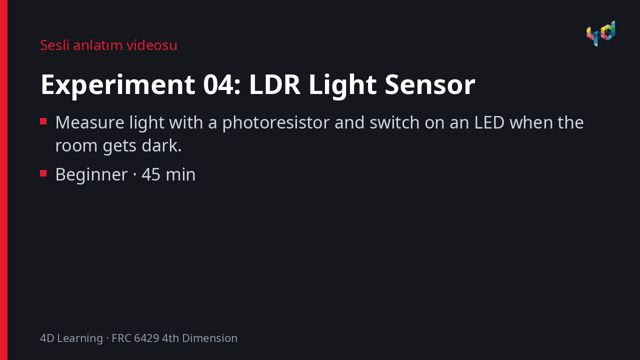 Sesli anlatım videosu
4d
Experiment 04: LDR Light Sensor
Measure light with a photoresistor and switch on an LED when the
room gets dark.
Beginner · 45 min
4D Learning · FRC 6429 4th Dimension